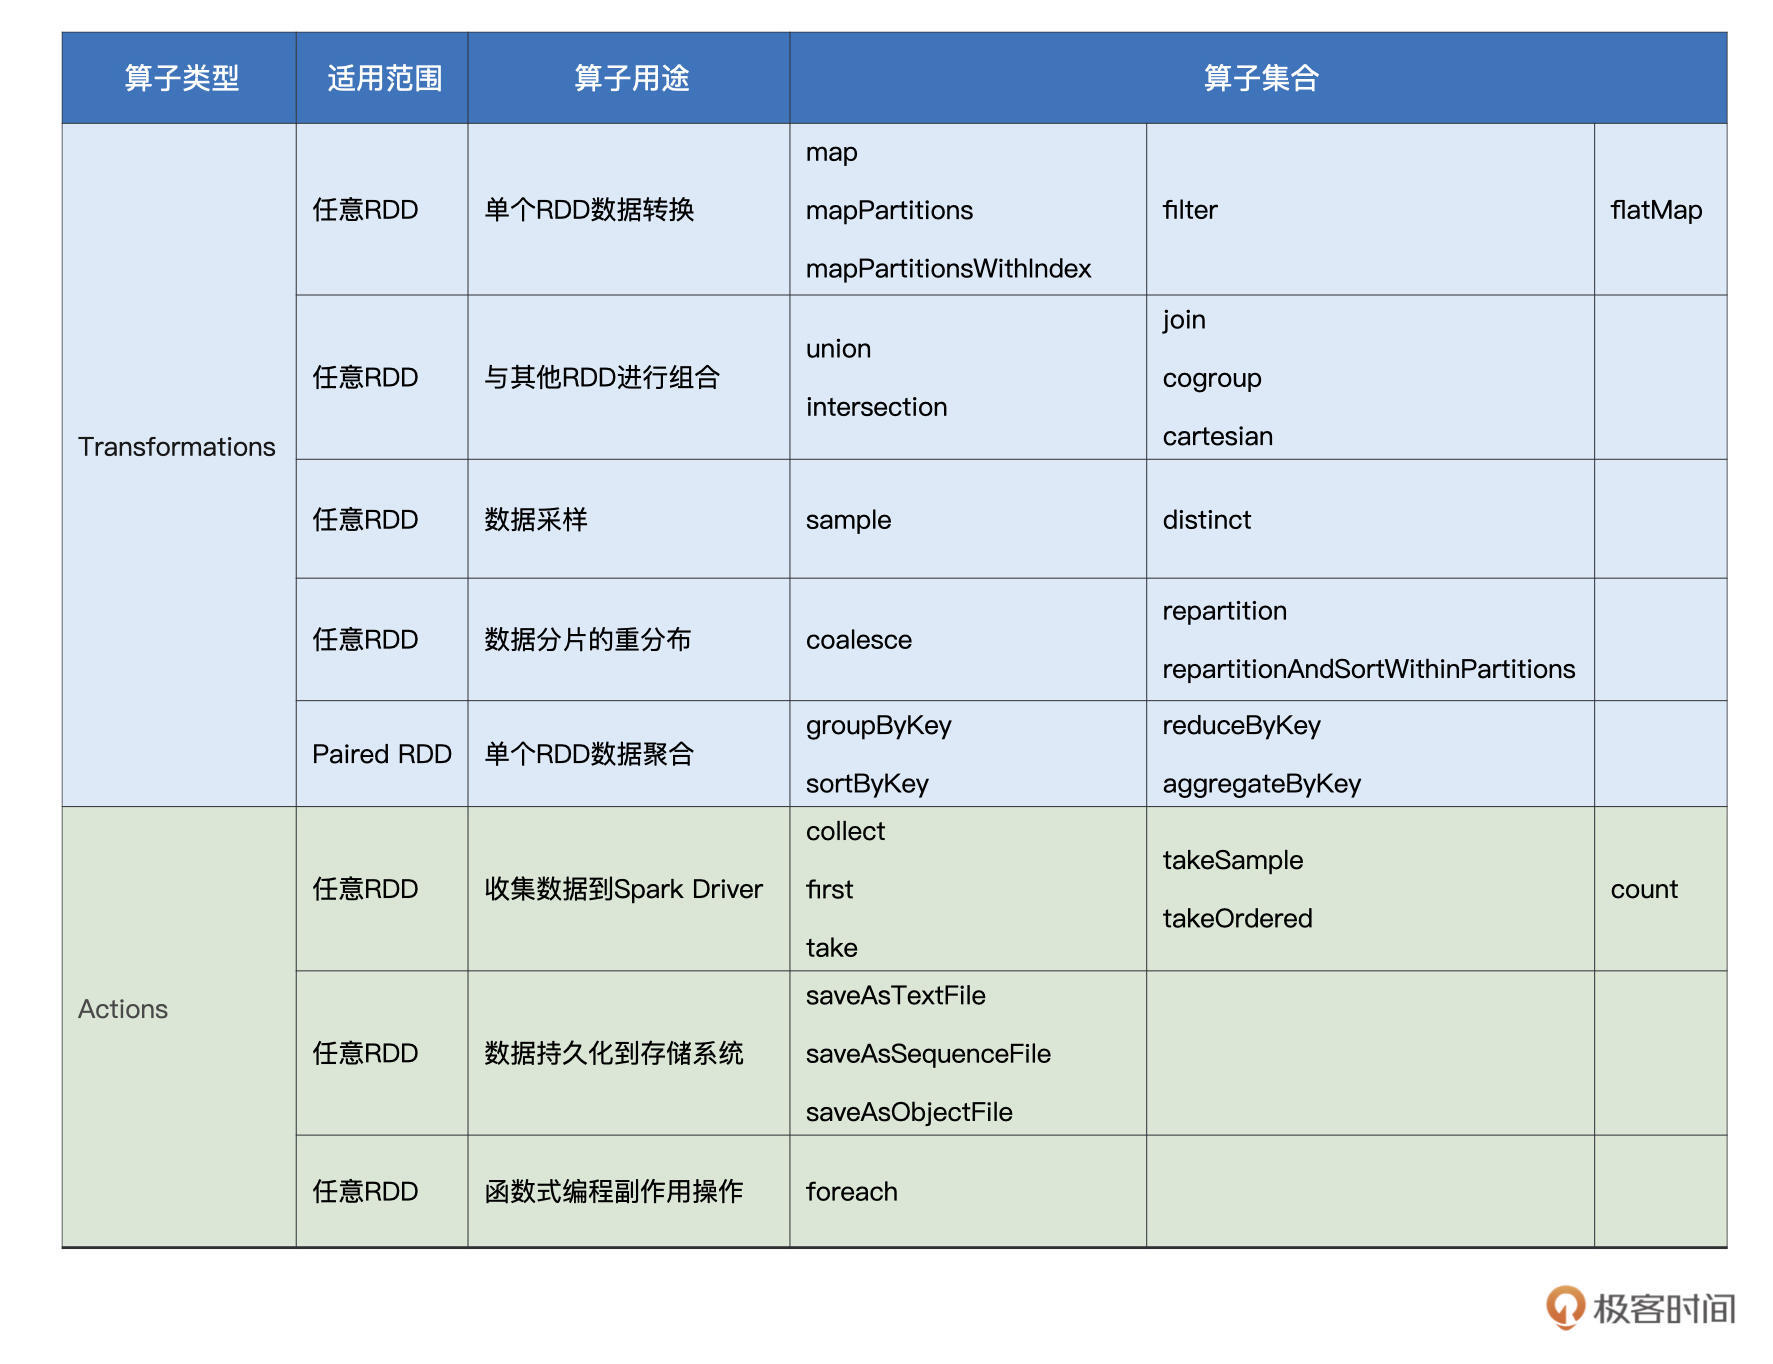 算子类型 适用范围 算子用途 算子集合
Transformations
任意RDD 单个RDD数据转换
map
mapPartitions
mapPartitionsWithIndex
filter
flatMap
任意RDD 与其他RDD进行组合
union
intersection
join
cogroup
cartesian
任意RDD 数据采样 sample distinct
任意RDD 数据分片的重分布 coalesce
repartition
repartitionAndSortWithinPartitions
Paired RDD 单个RDD数据聚合
groupByKey
sortByKey
reduceByKey
aggregateByKey
Actions
任意RDD 收集数据到Spark Driver
collect
first
take
takeSample
takeOrdered
count
任意RDD 数据持久化到存储系统
saveAsTextFile
saveAsSequenceFile
saveAsObjectFile
任意RDD 函数式编程副作用操作 foreach
极客时间